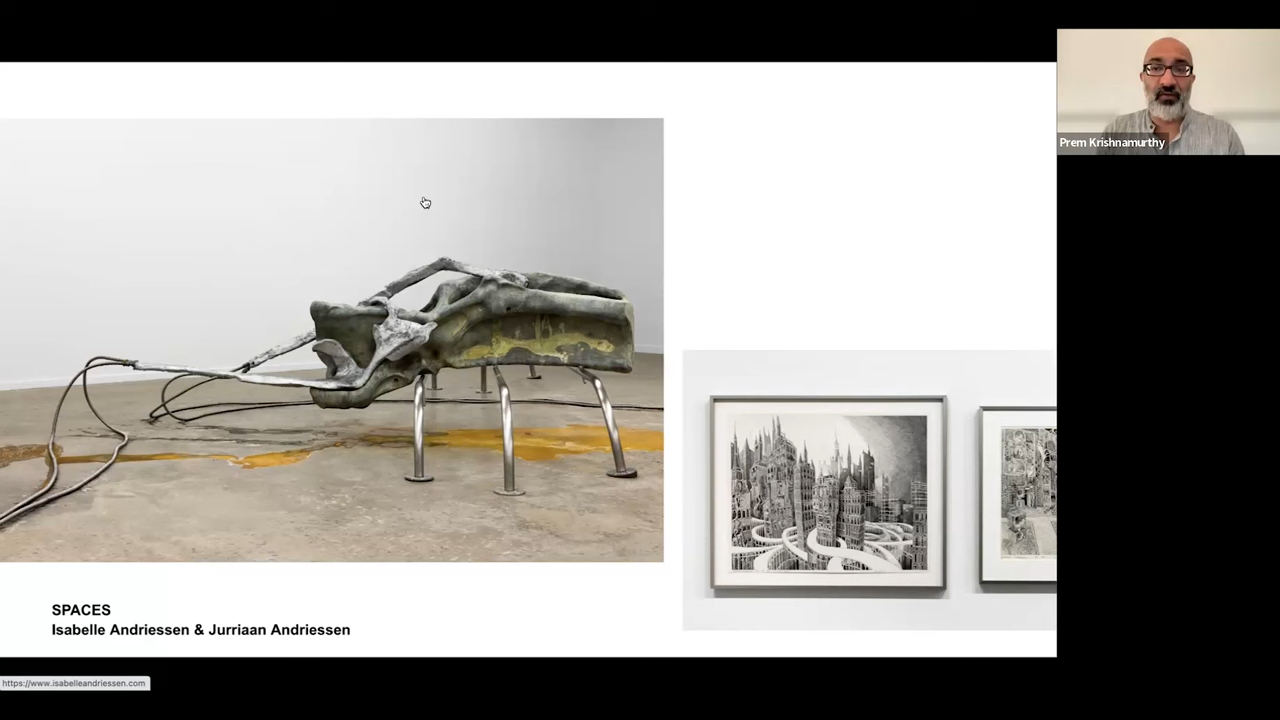 Prem Krishnamurthy
SPACES
Isabelle Andriessen & Jurriaan Andriessen
https://www.isabelleandriessen.com